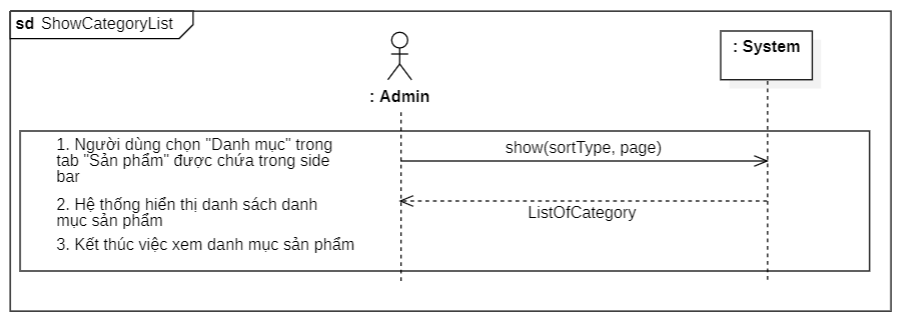 sd ShowCategoryList
: System
: Admin
1. Người dùng chọn "Danh mục" trong
tab "Sản phẩm" được chứa trong side
bar
show(sortType, page)
2. Hệ thống hiển thị danh sách danh
mục sản phẩm
ListOfCategory
3. Kết thúc việc xem danh mục sản phẩm